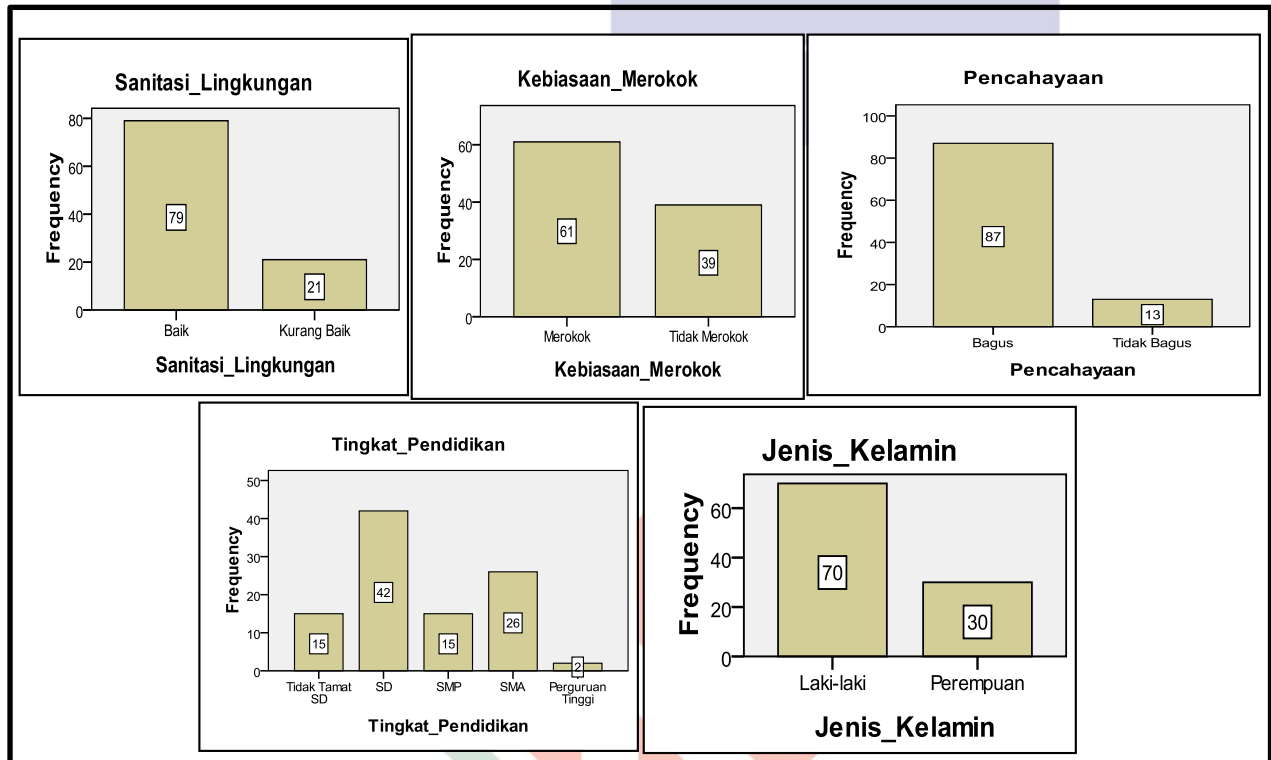 Sanitasi_Lingkungan
Frequency
80
60
40
20
0
79
21
Baik
Kurang Baik
Sanitasi_Lingkungan
Kebiasaan_Merokok
Frequency
60
40
20
0
61
39
Merokok
Tidak Merokok
Kebiasaan_Merokok
Pencahayaan
Frequency
100
80
60
40
20
0
87
13
Bagus
Tidak Bagus
Pencahayaan
Tingkat_Pendidikan
Frequency
50
40
30
20
10
0
15
42
15
26
2
Tidak Tamat
SD
SD
SMP
SMA
Perguruan
Tinggi
Tingkat_Pendidikan
Jenis_Kelamin
Frequency
60
40
20
0
70
30
Laki-laki
Perempuan
Jenis_Kelamin